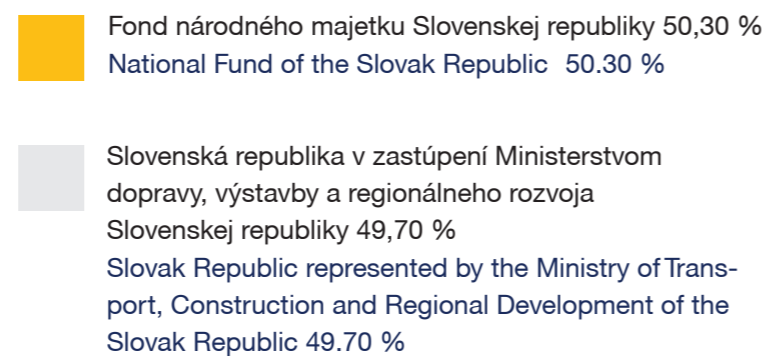 Fond národného majetku Slovenskej republiky 50,30 %
National Fund of the Slovak Republic 50.30 %
Slovenská republika v zastúpení Ministerstvom
dopravy, výstavby a regionálneho rozvoja
Slovenskej republiky 49,70 %
Slovak Republic represented by the Ministry of Trans-
port, Construction and Regional Development of the
Slovak Republic 49.70 %